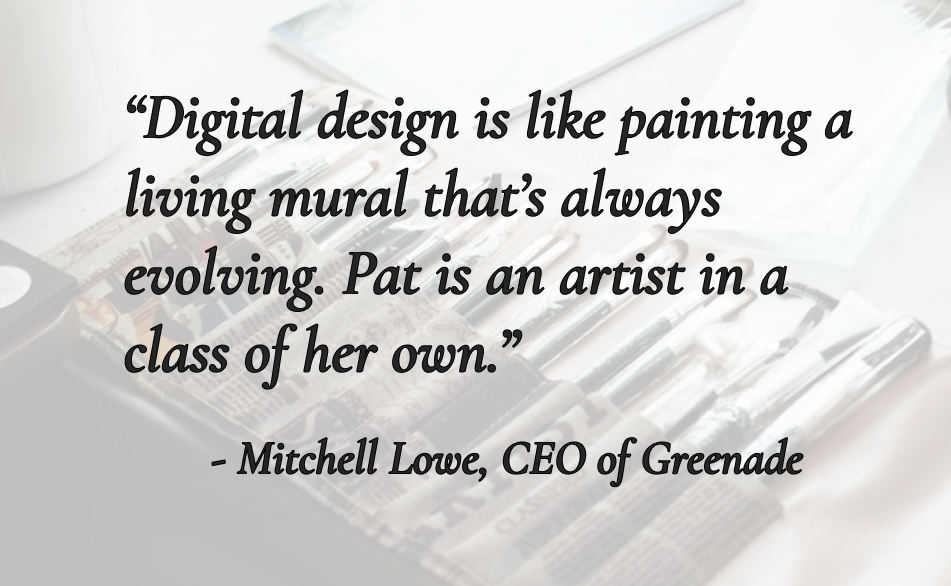 “Digital design is like painting a
living mural that’s always
evolving. Pat is an artist in a
class of her own.”
- Mitchell Lowe, CEO of Greenade